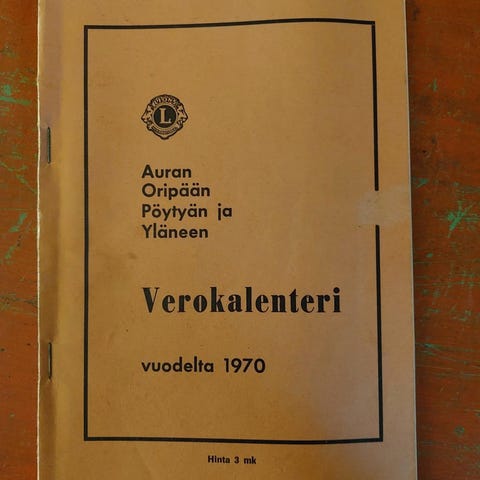 L
Auran
Oripään
Pöytyän ja
Yläneen
Verokalenteri
vuodelta 1970
Hinta 3 mk